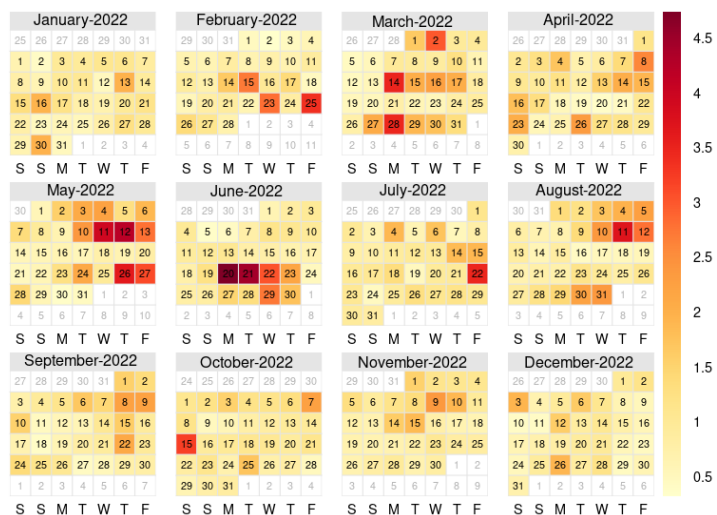 January-2022
25 26 27 28 29 30 31
1 2 3 4 5 6 7
8 9 10 11 12 13 14
15 16 17 18 19 20 21
22 23 24 25 26 27 28
29 30 31 1 2 3 4
S S M T W T F
February-2022
29 30 31 1 2 3 4
5 6 7 8 9 10 11
12 13 14 15 16 17 18
19 20 21 22 23 24 25
26 27 28 1 2 3 4
5 6 7 8 9 10 11
S S M T W T F
March-2022
26 27 28 1 2 3 4
5 6 7 8 9 10 11
12 13 14 15 16 17 18
19 20 21 22 23 24 25
26 27 28 29 30 31 1
2 3 4 5 6 7 8
S S M T W T F
April-2022
26 27 28 29 30 31 1
2 3 4 5 6 7 8
9 10 11 12 13 14 15
16 17 18 19 20 21 22
23 24 25 26 27 28 29
30 1 2 3 4 5 6
S S M T W T F
May-2022
30 1 2 3 4 5 6
7 8 9 10 11 12 13
14 15 16 17 18 19 20
21 22 23 24 25 26 27
28 29 30 31 1 2 3
4 5 6 7 8 9 10
S S M T W T F
June-2022
28 29 30 31 1 2 3
4 5 6 7 8 9 10
11 12 13 14 15 16 17
18 19 20 21 22 23 24
25 26 27 28 29 30 1
2 3 4 5 6 7 8
S S M T W T F
July-2022
25 26 27 28 29 30 1
2 3 4 5 6 7 8
9 10 11 12 13 14 15
16 17 18 19 20 21 22
23 24 25 26 27 28 29
30 31 1 2 3 4 5
S S M T W T F
August-2022
30 31 1 2 3 4 5
6 7 8 9 10 11 12
13 14 15 16 17 18 19
20 21 22 23 24 25 26
27 28 29 30 31 1 2
3 4 5 6 7 8 9
S S M T W T F
September-2022
27 28 29 30 31 1 2
3 4 5 6 7 8 9
10 11 12 13 14 15 16
17 18 19 20 21 22 23
24 25 26 27 28 29 30
1 2 3 4 5 6 7
S S M T W T F
October-2022
24 25 26 27 28 29 30
1 2 3 4 5 6 7
8 9 10 11 12 13 14
15 16 17 18 19 20 21
22 23 24 25 26 27 28
29 30 31 1 2 3 4
S S M T W T F
November-2022
29 30 31 1 2 3 4
5 6 7 8 9 10 11
12 13 14 15 16 17 18
19 20 21 22 23 24 25
26 27 28 29 30 1 2
3 4 5 6 7 8 9
S S M T W T F
December-2022
26 27 28 29 30 1 2
3 4 5 6 7 8 9
10 11 12 13 14 15 16
17 18 19 20 21 22 23
24 25 26 27 28 29 30
31 1 2 3 4 5 6
S S M T W T F
4.5
4
3.5
3
2.5
2
1.5
1
0.5